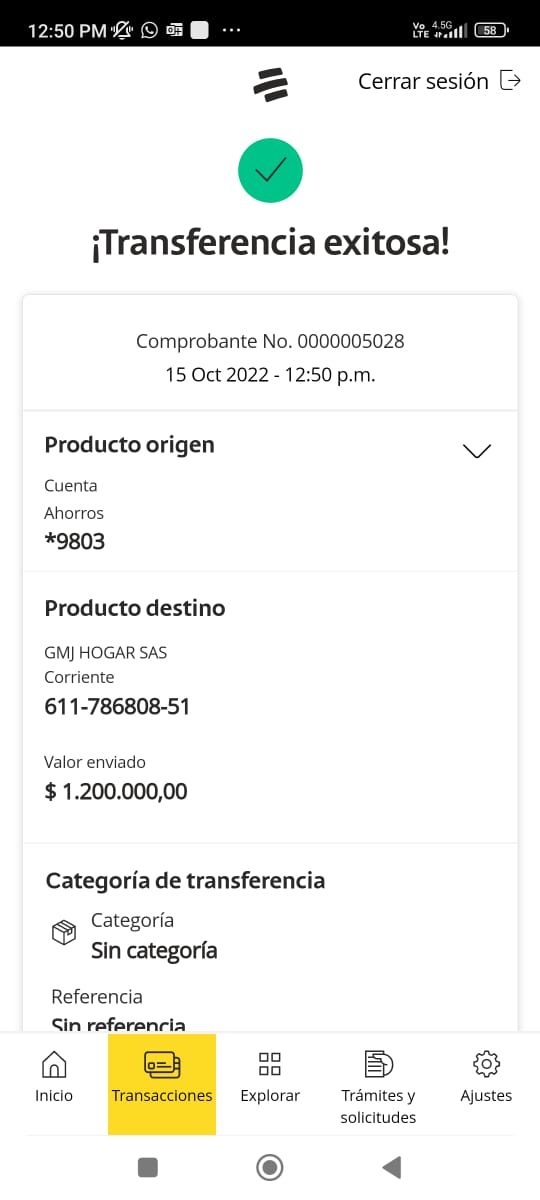 12:50 PM
Vo LTE 4.5G 58
Cerrar sesión
¡Transferencia exitosa!
Comprobante No. 0000005028
15 Oct 2022 - 12:50 p.m.
Producto origen
Cuenta
Ahorros
*9803
Producto destino
GMJ HOGAR SAS
Corriente
611-786808-51
Valor enviado
$ 1.200.000,00
Categoría de transferencia
Categoría
Sin categoría
Referencia
Sin referencia
Inicio
Transacciones
Explorar
Trámites y
solicitudes
Ajustes